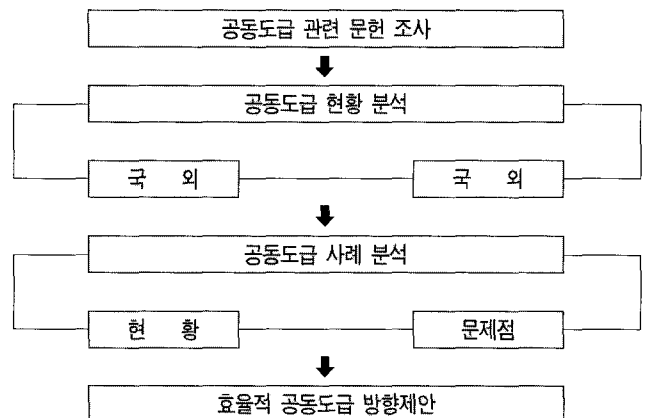 공동도급 관련 문헌 조사
공동도급 현황 분석
국 외 국 외
공동도급 사례 분석
현 황 문제점
효율적 공동도급 방향제안